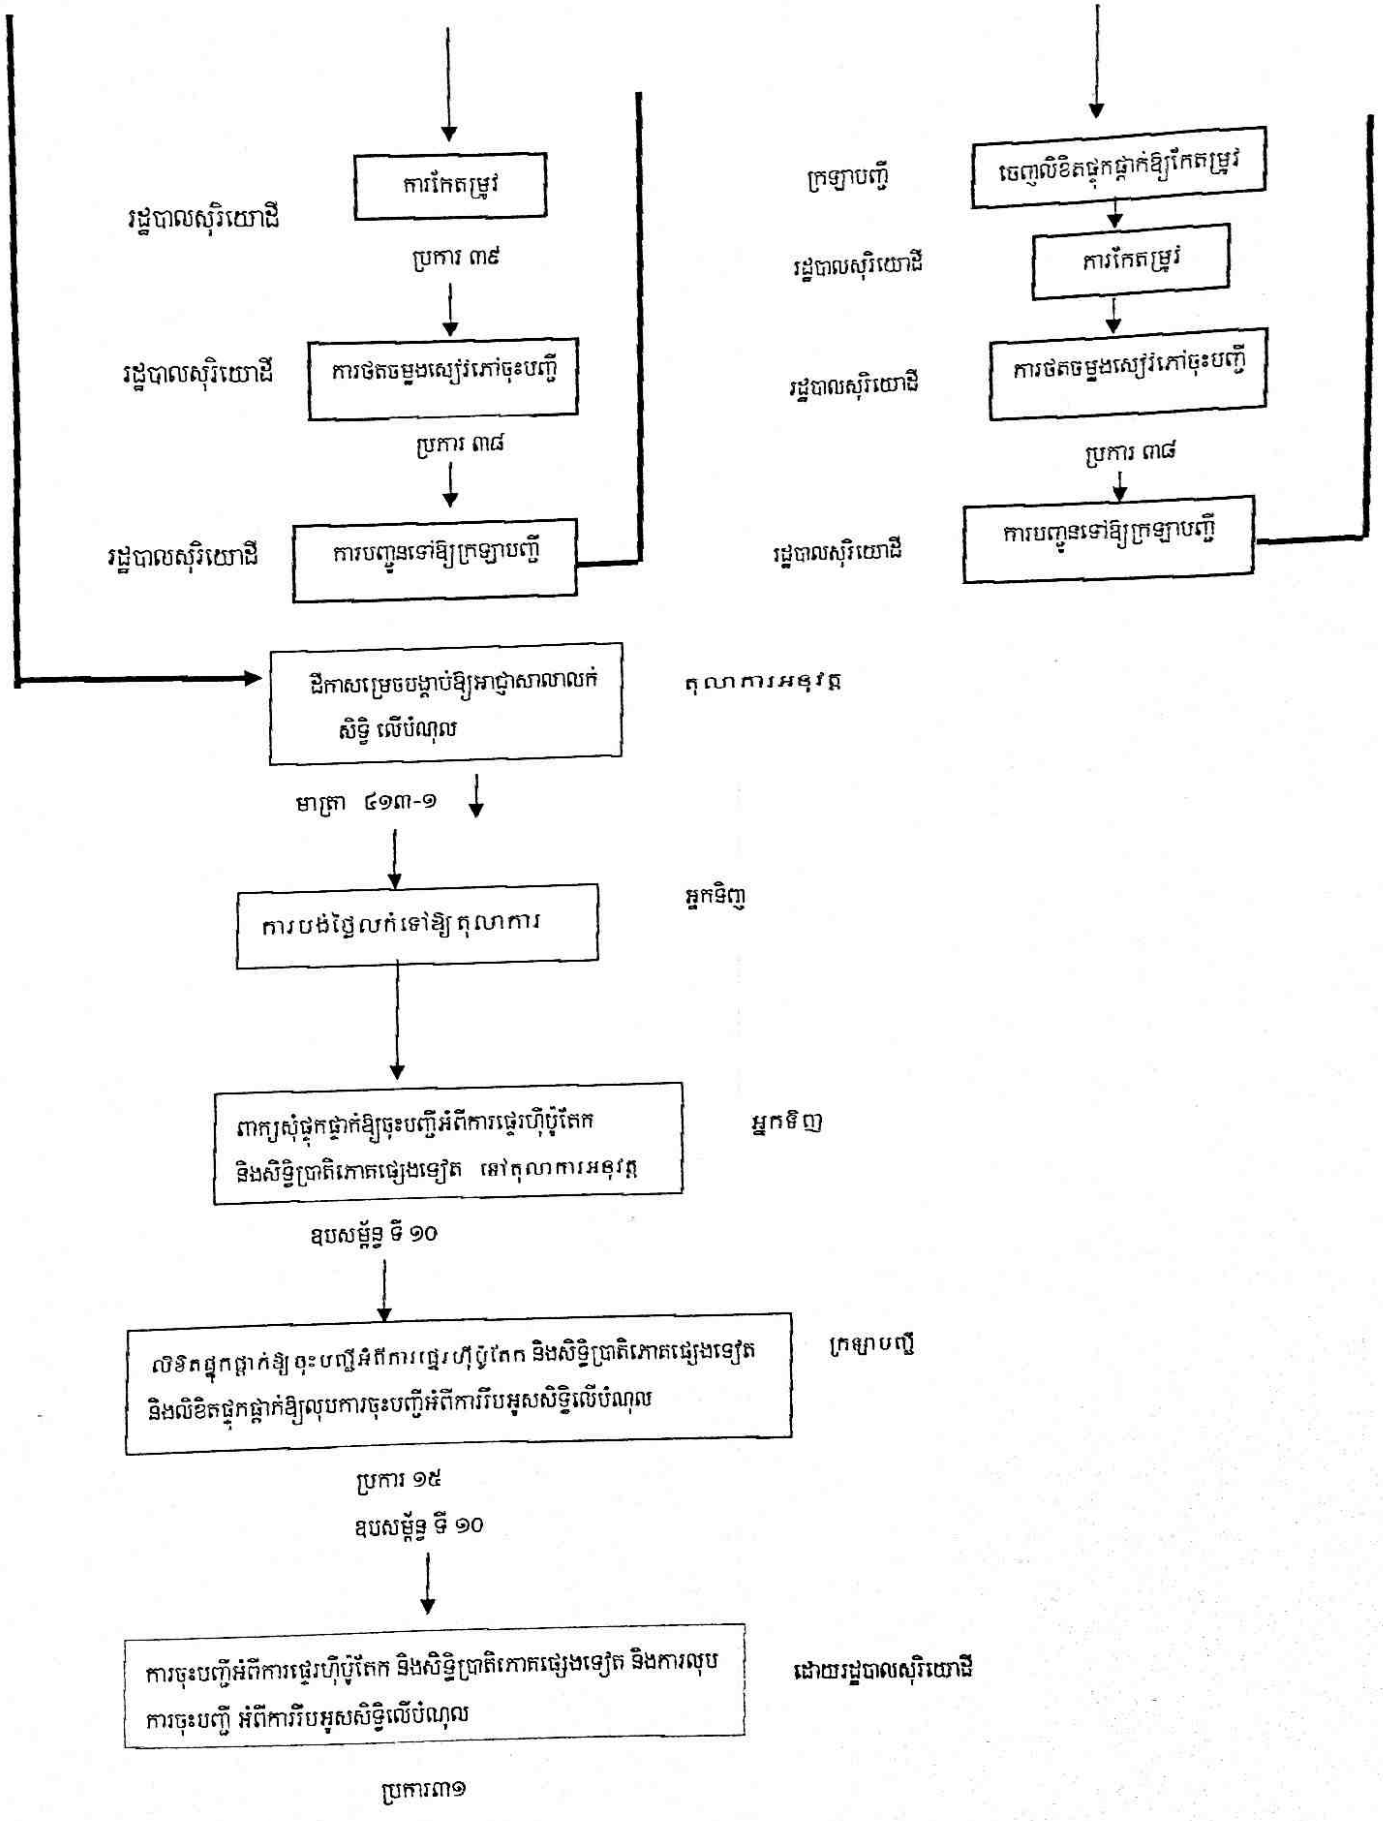 ការកែតម្រូវ
រដ្ឋបាលសុរិយោដី
ប្រការ ៣៩
រដ្ឋបាលសុរិយោដី
ការថតចម្លងសៀវភៅចុះបញ្ជី
ប្រការ ៣៨
រដ្ឋបាលសុរិយោដី
ការបញ្ជូនទៅឱ្យក្រឡាបញ្ជី
ក្រឡាបញ្ជី
ចេញលិខិតផ្ទុកផ្តាក់ឱ្យកែតម្រូវ
រដ្ឋបាលសុរិយោដី
ការកែតម្រូវ
រដ្ឋបាលសុរិយោដី
ការថតចម្លងសៀវភៅចុះបញ្ជី
ប្រការ ៣៨
រដ្ឋបាលសុរិយោដី
ការបញ្ជូនទៅឱ្យក្រឡាបញ្ជី
ដីកាសម្រេចបង្គាប់ឱ្យអាជ្ញាសាលាលក់
សិទ្ធិ លើបំណុល
តុលាការអនុវត្ត
មាត្រា ៤១៣-១
ការបង់ថ្លៃលក់ទៅឱ្យតុលាការ
អ្នកទិញ
ពាក្យសុំផ្ទុកផ្តាក់ឱ្យចុះបញ្ជីអំពីការផ្ទេរហ៊ីប៉ូតែក
និងសិទ្ធិប្រាតិភោគផ្សេងទៀត នៅតុលាការអនុវត្ត
អ្នកទិញ
ឧបសម្ព័ន្ធ ទី ១០
លិខិតផ្ទុកផ្តាក់ឱ្យចុះបញ្ជីអំពីការផ្ទេរហ៊ីប៉ូតែក និងសិទ្ធិប្រាតិភោគផ្សេងទៀត
និងលិខិតផ្ទុកផ្តាក់ឱ្យលុបការចុះបញ្ជីអំពីការរឹបអូសសិទ្ធិលើបំណុល
ក្រឡាបញ្ជី
ប្រការ ១៥
ឧបសម្ព័ន្ធ ទី ១០
ការចុះបញ្ជីអំពីការផ្ទេរហ៊ីប៉ូតែក និងសិទ្ធិប្រាតិភោគផ្សេងទៀត និងការលុប
ការចុះបញ្ជី អំពីការរឹបអូសសិទ្ធិលើបំណុល
ដោយរដ្ឋបាលសុរិយោដី
ប្រការ៣១